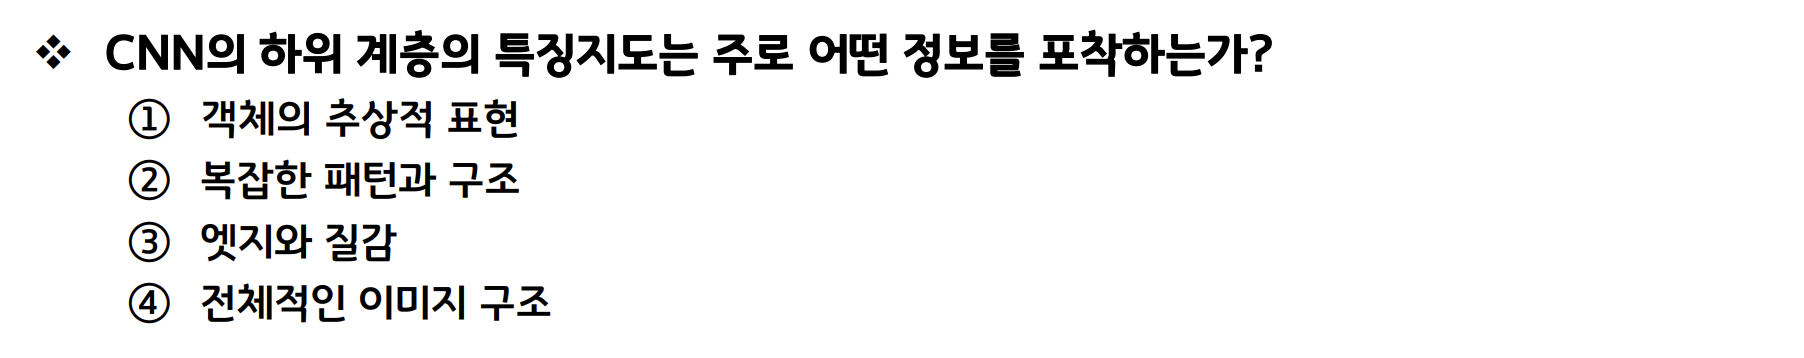 ❖ CNN의 하위 계층의 특징지도는 주로 어떤 정보를 포착하는가?
① 객체의 추상적 표현
② 복잡한 패턴과 구조
③ 엣지와 질감
④ 전체적인 이미지 구조